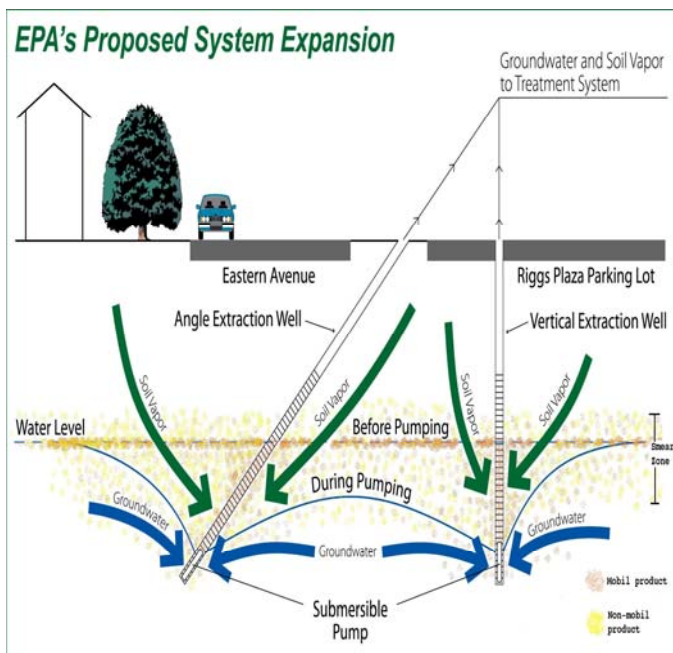 EPA's Proposed System Expansion
Groundwater and Soil Vapor
to Treatment System
Eastern Avenue
Riggs Plaza Parking Lot
Angle Extraction Well
Vertical Extraction Well
Soil Vapor
Soil Vapor
Soil Vapor
Soil Vapor
Water Level
Before Pumping
Smear
Zone
During Pumping
Groundwater
Groundwater
Groundwater
Submersible
Pump
Mobil product
Non-mobil
product